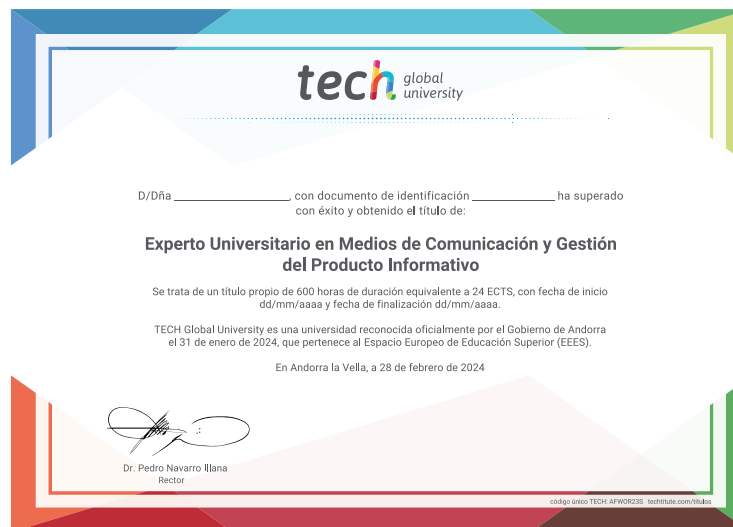 tech global university
D/Dña ____________________, con documento de identificación ______________ ha superado
con éxito y obtenido el título de:
Experto Universitario en Medios de Comunicación y Gestión
del Producto Informativo
Se trata de un título propio de 600 horas de duración equivalente a 24 ECTS, con fecha de inicio
dd/mm/aaaa y fecha de finalización dd/mm/aaaa.
TECH Global University es una universidad reconocida oficialmente por el Gobierno de Andorra
el 31 de enero de 2024, que pertenece al Espacio Europeo de Educación Superior (EEES).
En Andorra la Vella, a 28 de febrero de 2024
Dr. Pedro Navarro Illana
Rector
código único TECH: AFWOR23S techtitute.com/titulos